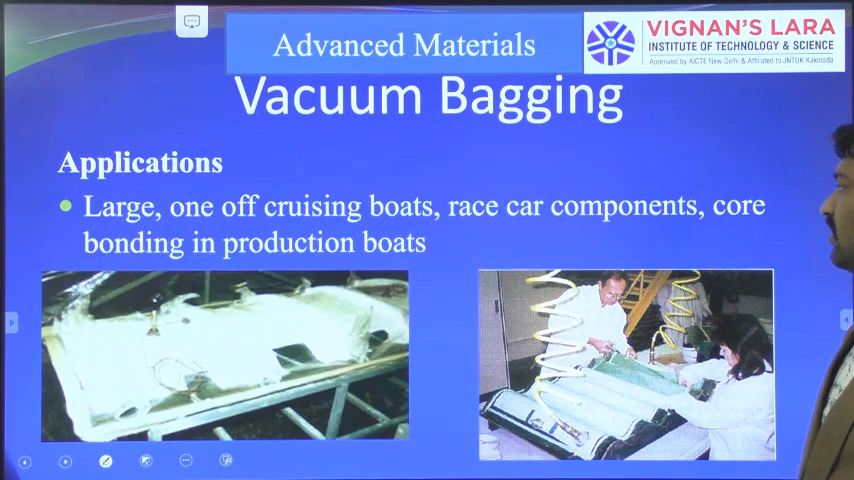 Advanced Materials
VIGNAN'S LARA
INSTITUTE OF TECHNOLOGY & SCIENCE
Approved by AICTE New Delhi & Affiliated to JNTUK Kakinada
Vacuum Bagging
Applications
Large, one off cruising boats, race car components, core
bonding in production boats